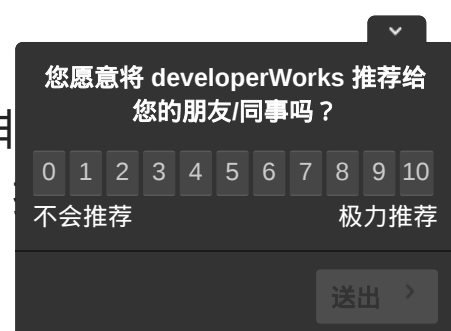 您愿意将 developerWorks 推荐给
您的朋友/同事吗？
0 1 2 3 4 5 6 7 8 9 10
不会推荐 极力推荐
送出